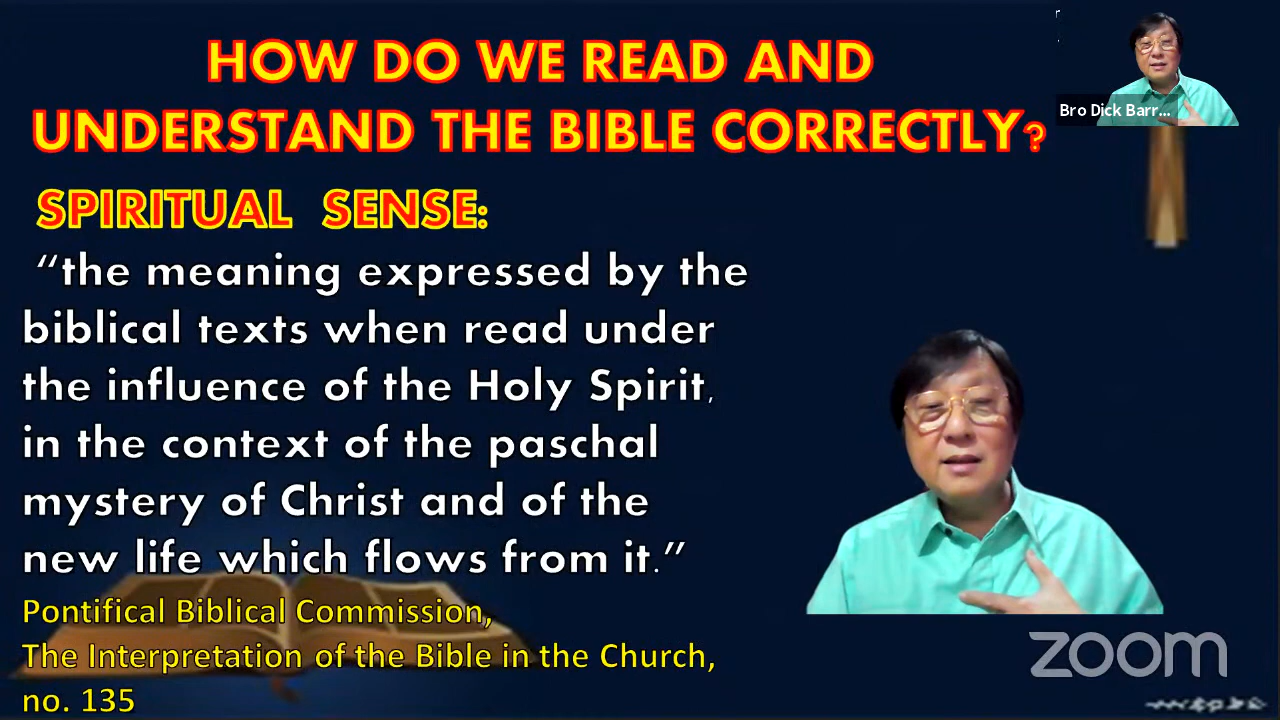 HOW DO WE READ AND
UNDERSTAND THE BIBLE CORRECTLY?
Bro Dick Barr...
SPIRITUAL SENSE:
“the meaning expressed by the
biblical texts when read under
the influence of the Holy Spirit,
in the context of the paschal
mystery of Christ and of the
new life which flows from it.”
Pontifical Biblical Commission,
The Interpretation of the Bible in the Church,
no. 135
zoom